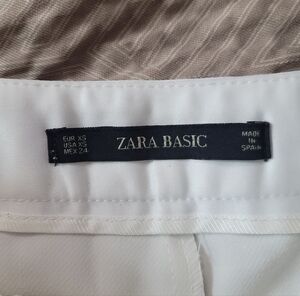 EUR XS
USA XS
MEX 24
ZARA BASIC
MADE
IN
SPAIN